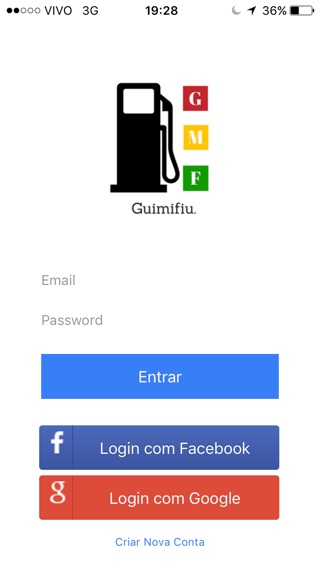 VIVO 3G 19:28 36%
G
M
F
Guimifiu.
Email
Password
Entrar
f Login com Facebook
g Login com Google
Criar Nova Conta